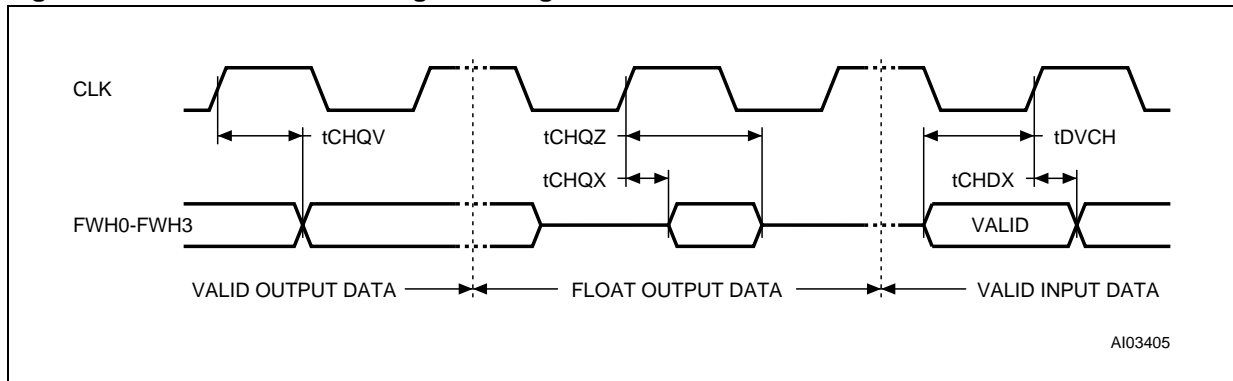 CLK
tCHQV
tCHQZ
tDVCH
tCHQX
tCHDX
FWH0-FWH3
VALID
VALID OUTPUT DATA
FLOAT OUTPUT DATA
VALID INPUT DATA
AI03405